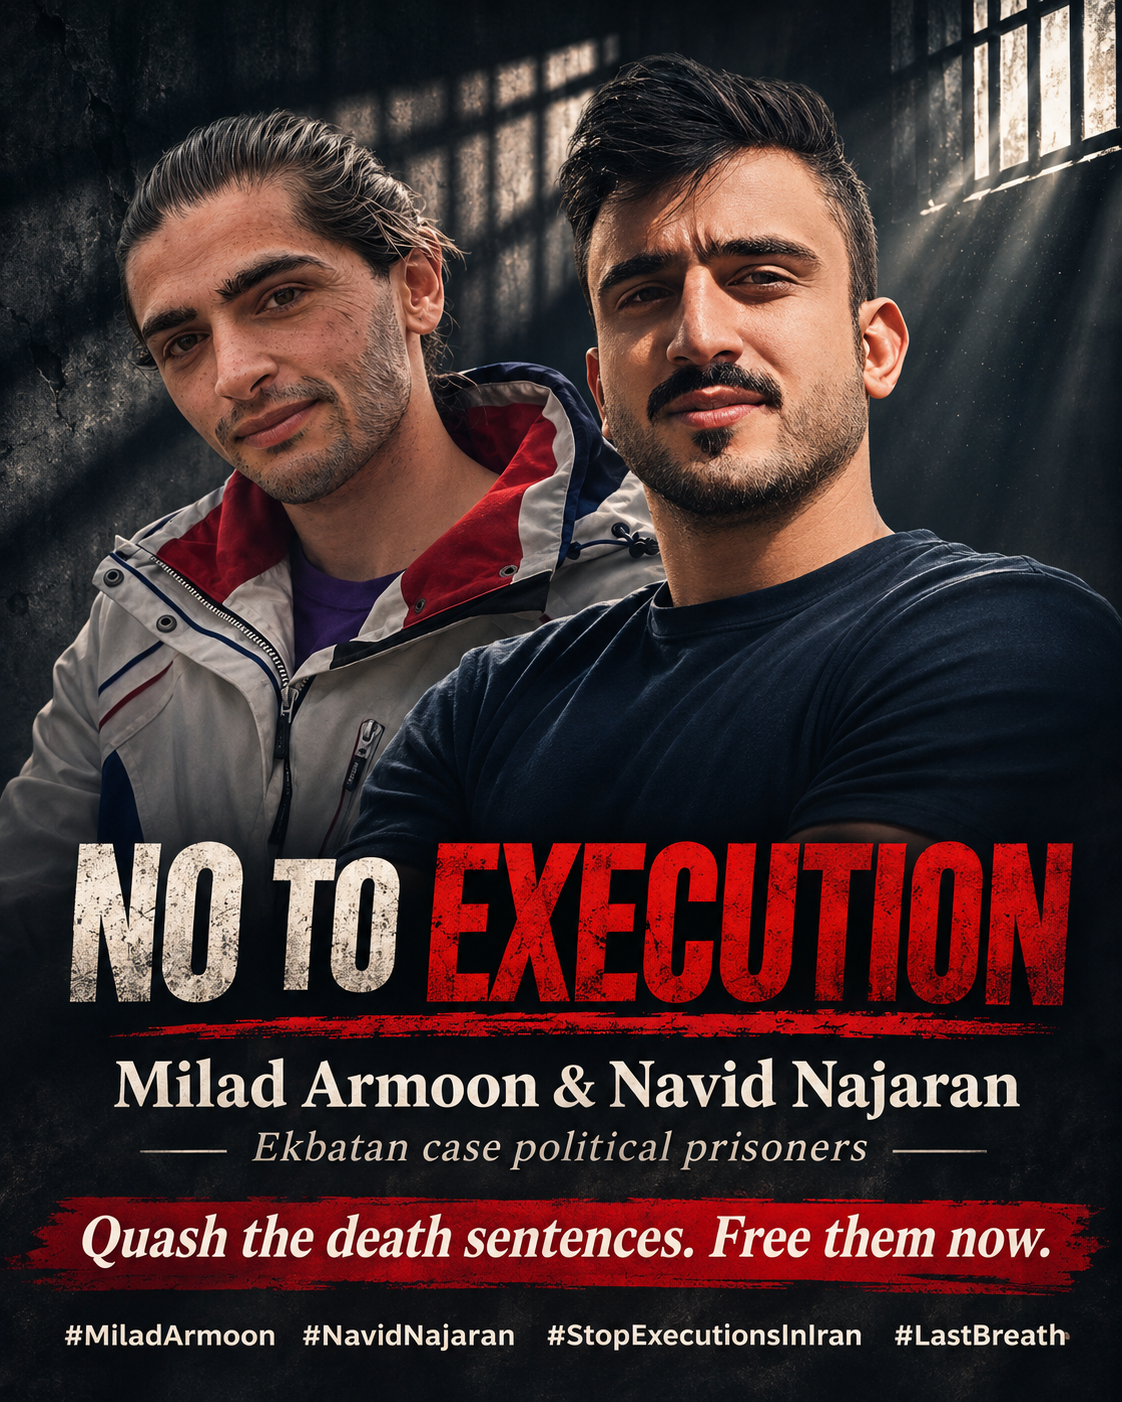 NO TO EXECUTION
Milad Armoon & Navid Najaran
Ekbatan case political prisoners
Quash the death sentences. Free them now.
#MiladArmoon #NavidNajaran #StopExecutionsInIran #LastBreath